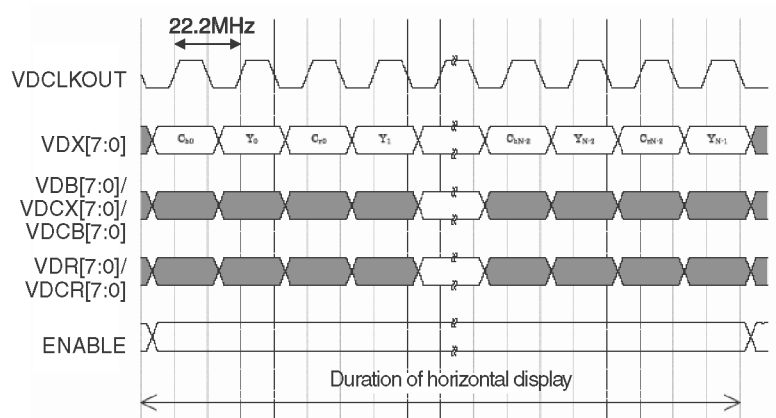 22.2MHz
VDCLKOUT
VDX[7:0]
Cb0 Y0 Cr0 Y1 CbN-2 YN-2 CrN-2 YN-1
VDB[7:0]/
VDCX[7:0]/
VDCB[7:0]
VDR[7:0]/
VDCR[7:0]
ENABLE
Duration of horizontal display